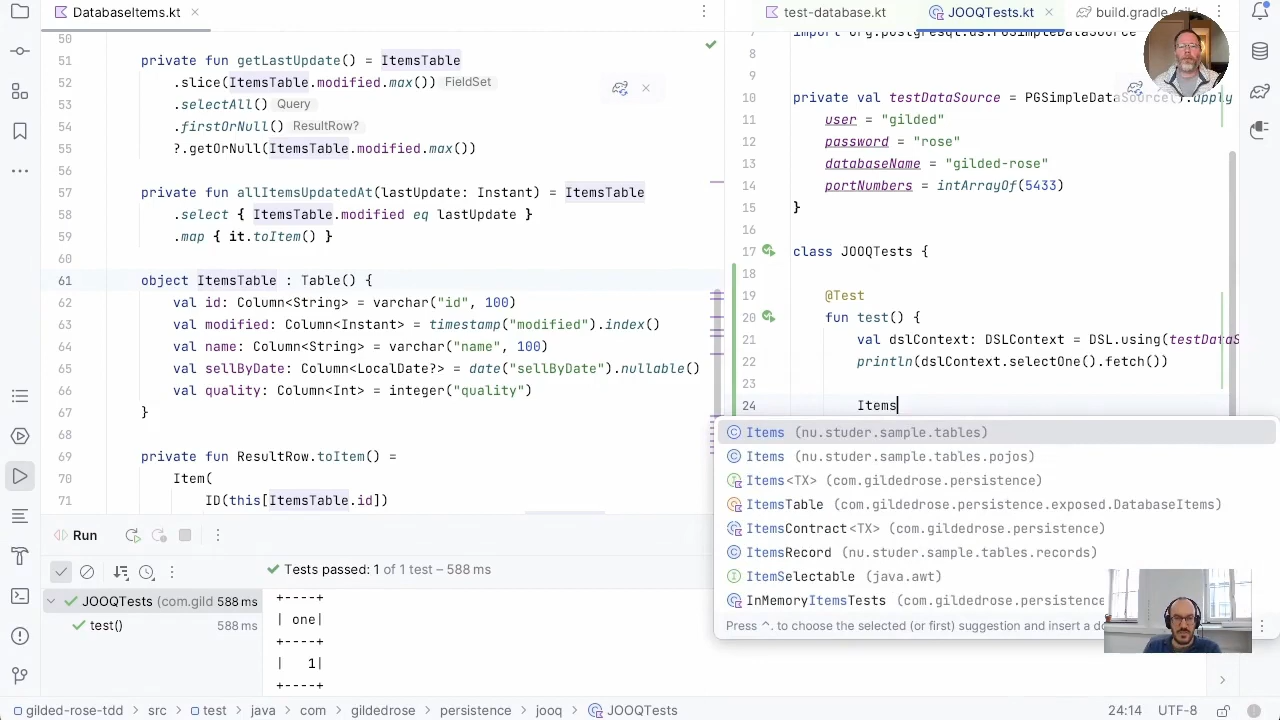 DatabaseItems.kt
test-database.kt
JOOQTests.kt
build.gradle
50
51 private fun getLastUpdate() = ItemsTable
52 .slice(ItemsTable.modified.max()) FieldSet
53 .selectAll() Query
54 .firstOrNull() ResultRow?
55 ?.getOrNull(ItemsTable.modified.max())
56
57 private fun allItemsUpdatedAt(lastUpdate: Instant) = ItemsTable
58 .select { ItemsTable.modified eq lastUpdate }
59 .map { it.toItem() }
60
61 object ItemsTable : Table() {
62 val id: Column<String> = varchar("id", 100)
63 val modified: Column<Instant> = timestamp("modified").index()
64 val name: Column<String> = varchar("name", 100)
65 val sellByDate: Column<LocalDate?> = date("sellByDate").nullable()
66 val quality: Column<Int> = integer("quality")
67 }
68
69 private fun ResultRow.toItem() =
70 Item(
71 ID(this[ItemsTable.id])
7 import org.postgresql.ds.PGSimpleDataSource
8
9
10 private val testDataSource = PGSimpleDataSource().apply
11 user = "gilded"
12 password = "rose"
13 databaseName = "gilded-rose"
14 portNumbers = intArrayOf(5433)
15 }
16
17 class JOOQTests {
18
19 @Test
20 fun test() {
21 val dslContext: DSLContext = DSL.using(testDataS
22 println(dslContext.selectOne().fetch())
23
24 Items
Items (nu.studer.sample.tables)
Items (nu.studer.sample.tables.pojos)
Items<TX> (com.gildedrose.persistence)
ItemsTable (com.gildedrose.persistence.exposed.DatabaseItems)
ItemsContract<TX> (com.gildedrose.persistence)
ItemsRecord (nu.studer.sample.tables.records)
ItemSelectable (java.awt)
InMemoryItemsTests (com.gildedrose.persistence
Press ^. to choose the selected (or first) suggestion and insert a do
Run
Tests passed: 1 of 1 test – 588 ms
JOOQTests (com.gild 588 ms
test() 588 ms
+----+
| one|
+----+
|   1|
+----+
gilded-rose-tdd > src > test > java > com > gildedrose > persistence > jooq > JOOQTests
24:14 UTF-8